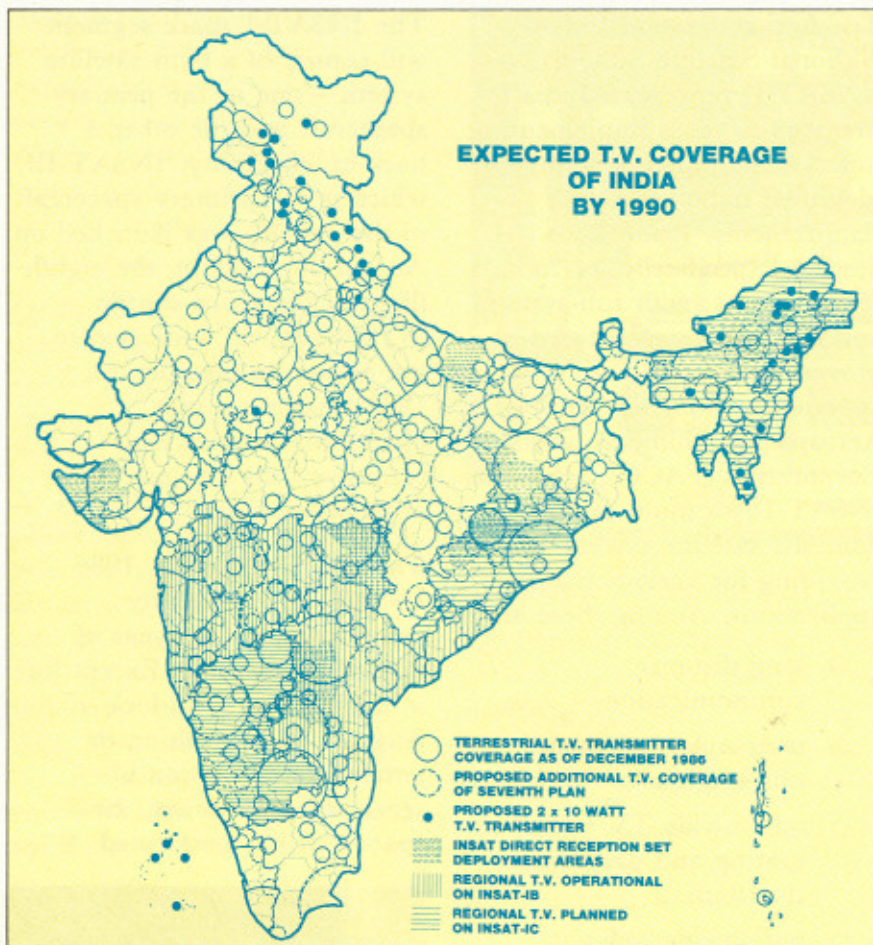 EXPECTED T.V. COVERAGE
OF INDIA
BY 1990
TERRESTRIAL T.V. TRANSMITTER
COVERAGE AS OF DECEMBER 1986
PROPOSED ADDITIONAL T.V. COVERAGE
OF SEVENTH PLAN
PROPOSED 2 x 10 WATT
T.V. TRANSMITTER
INSAT DIRECT RECEPTION SET
DEPLOYMENT AREAS
REGIONAL T.V. OPERATIONAL
ON INSAT-IB
REGIONAL T.V. PLANNED
ON INSAT-IC